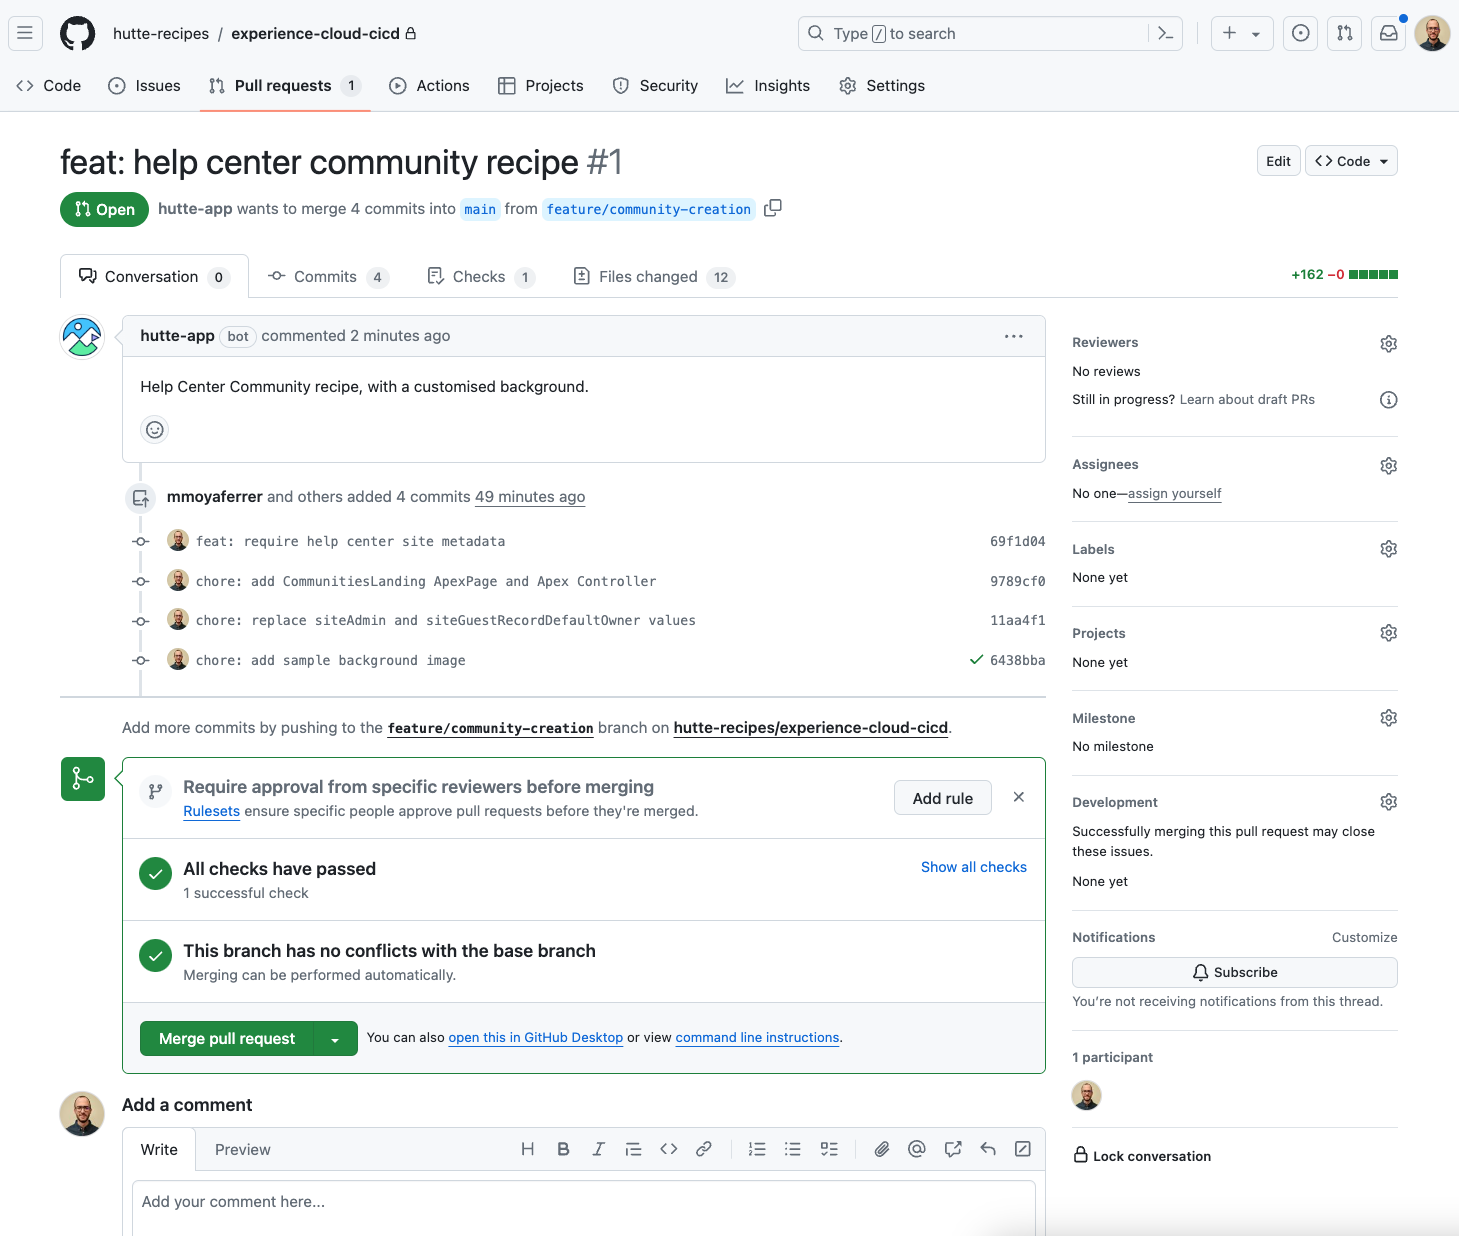 hutte-recipes / experience-cloud-cicd
Type / to search
Code
Issues
Pull requests 1
Actions
Projects
Security
Insights
Settings
feat: help center community recipe #1
Edit
Code
Open
hutte-app wants to merge 4 commits into main from feature/community-creation
Conversation 0
Commits 4
Checks 1
Files changed 12
+162 −0
hutte-app bot commented 2 minutes ago
Help Center Community recipe, with a customised background.
mmoyaferrer and others added 4 commits 49 minutes ago
feat: require help center site metadata 69f1d04
chore: add CommunitiesLanding ApexPage and Apex Controller 9789cf0
chore: replace siteAdmin and siteGuestRecordDefaultOwner values 11aa4f1
chore: add sample background image 6438bba
Add more commits by pushing to the feature/community-creation branch on hutte-recipes/experience-cloud-cicd.
Require approval from specific reviewers before merging
Rulesets ensure specific people approve pull requests before they're merged.
Add rule
All checks have passed
1 successful check
Show all checks
This branch has no conflicts with the base branch
Merging can be performed automatically.
Merge pull request
You can also open this in GitHub Desktop or view command line instructions.
Add a comment
Write
Preview
Add your comment here...
Reviewers
No reviews
Still in progress? Learn about draft PRs
Assignees
No one—assign yourself
Labels
None yet
Projects
None yet
Milestone
No milestone
Development
Successfully merging this pull request may close
these issues.
None yet
Notifications
Customize
Subscribe
You're not receiving notifications from this thread.
1 participant
Lock conversation